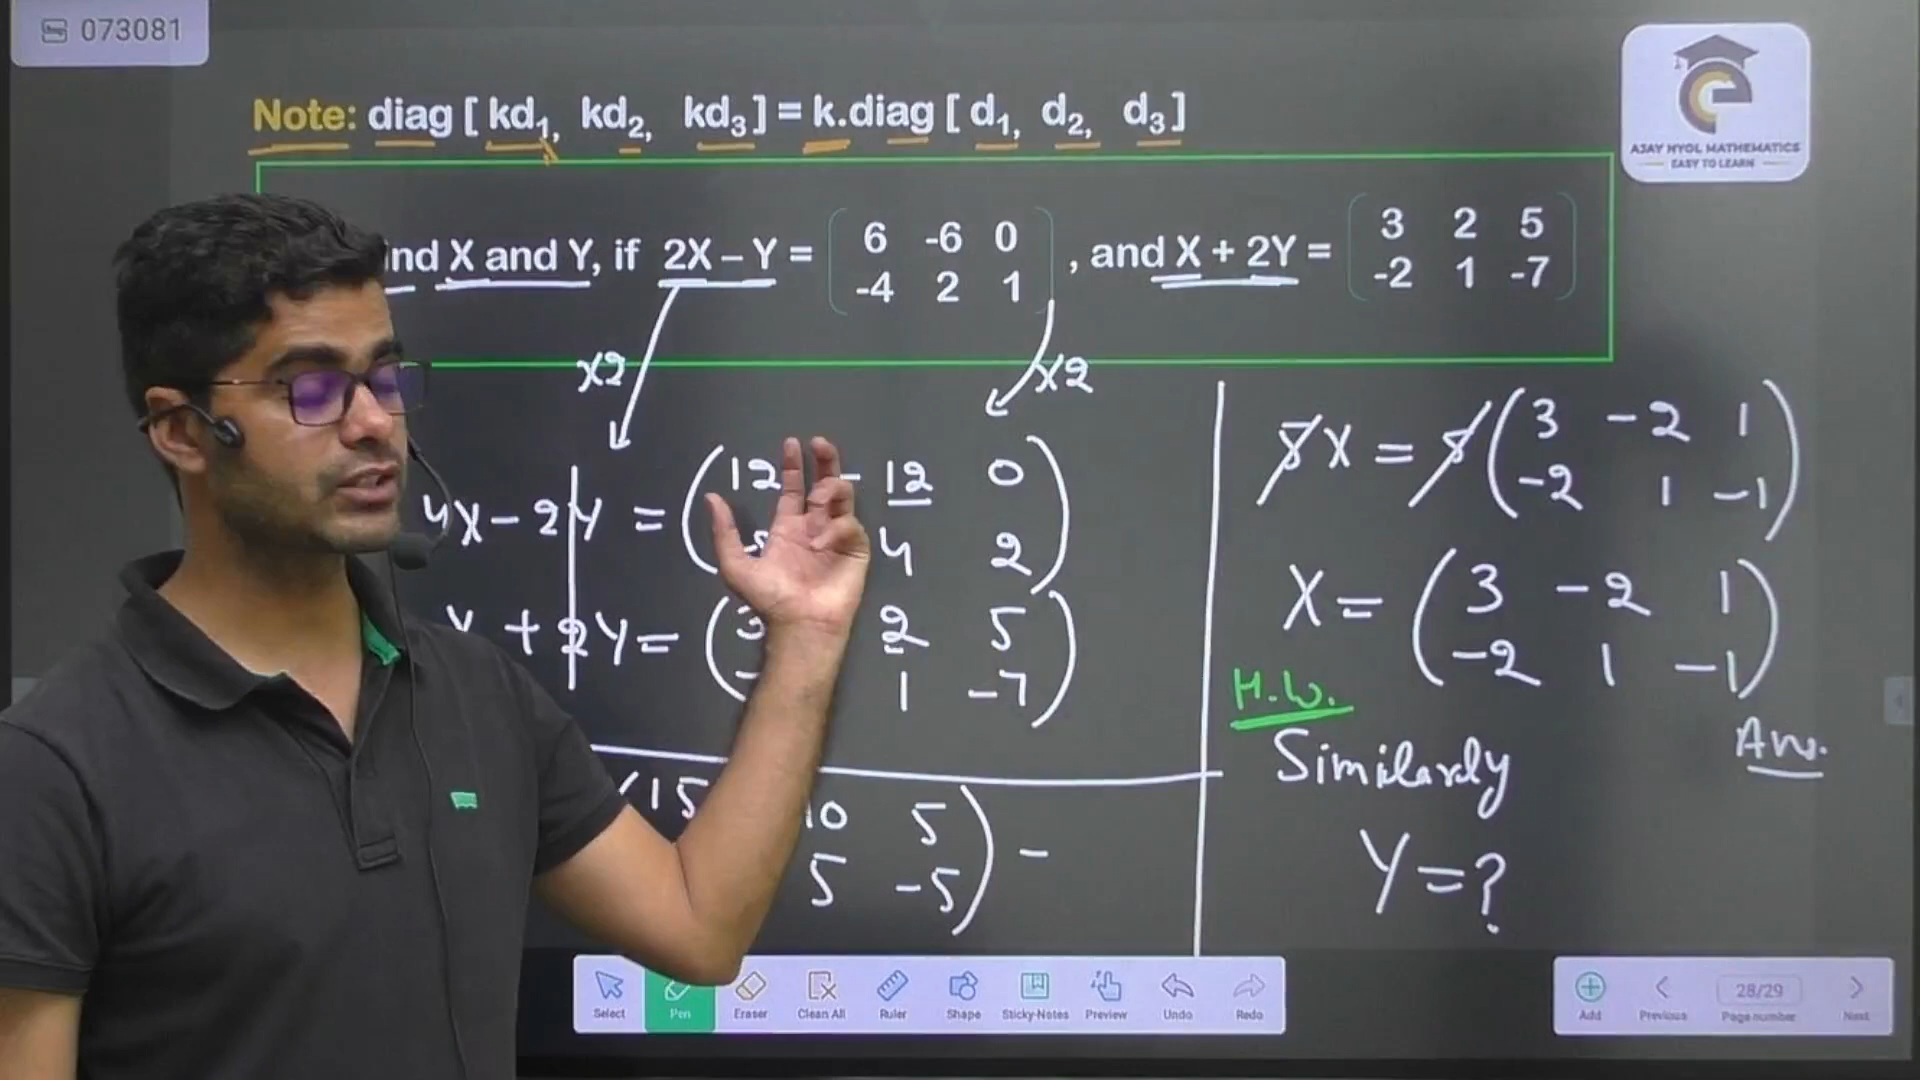 073081
Note: diag [ kd1, kd2, kd3 ] = k.diag [ d1, d2, d3 ]
AJAY NYOL MATHEMATICS
EASY TO LEARN
X and Y, if 2X – Y = 6 -6 0 , and X + 2Y = 3 2 5
-4 2 1 -2 1 -7
X2 X2
4X - 2Y = ( 12 - 12 0 )
4 2
+ 2Y = ( 3 2 5 )
1 -7
15 10 5 ) -
5 -5
5X = 5 ( 3 -2 1 )
-2 1 -1
X = ( 3 -2 1 )
-2 1 -1
H.W.
Ans.
Similarly
Y = ?
Select Pen Eraser Clean All Ruler Shape Sticky-Notes Preview Undo Redo
Add Previous 28/29 Page number Next